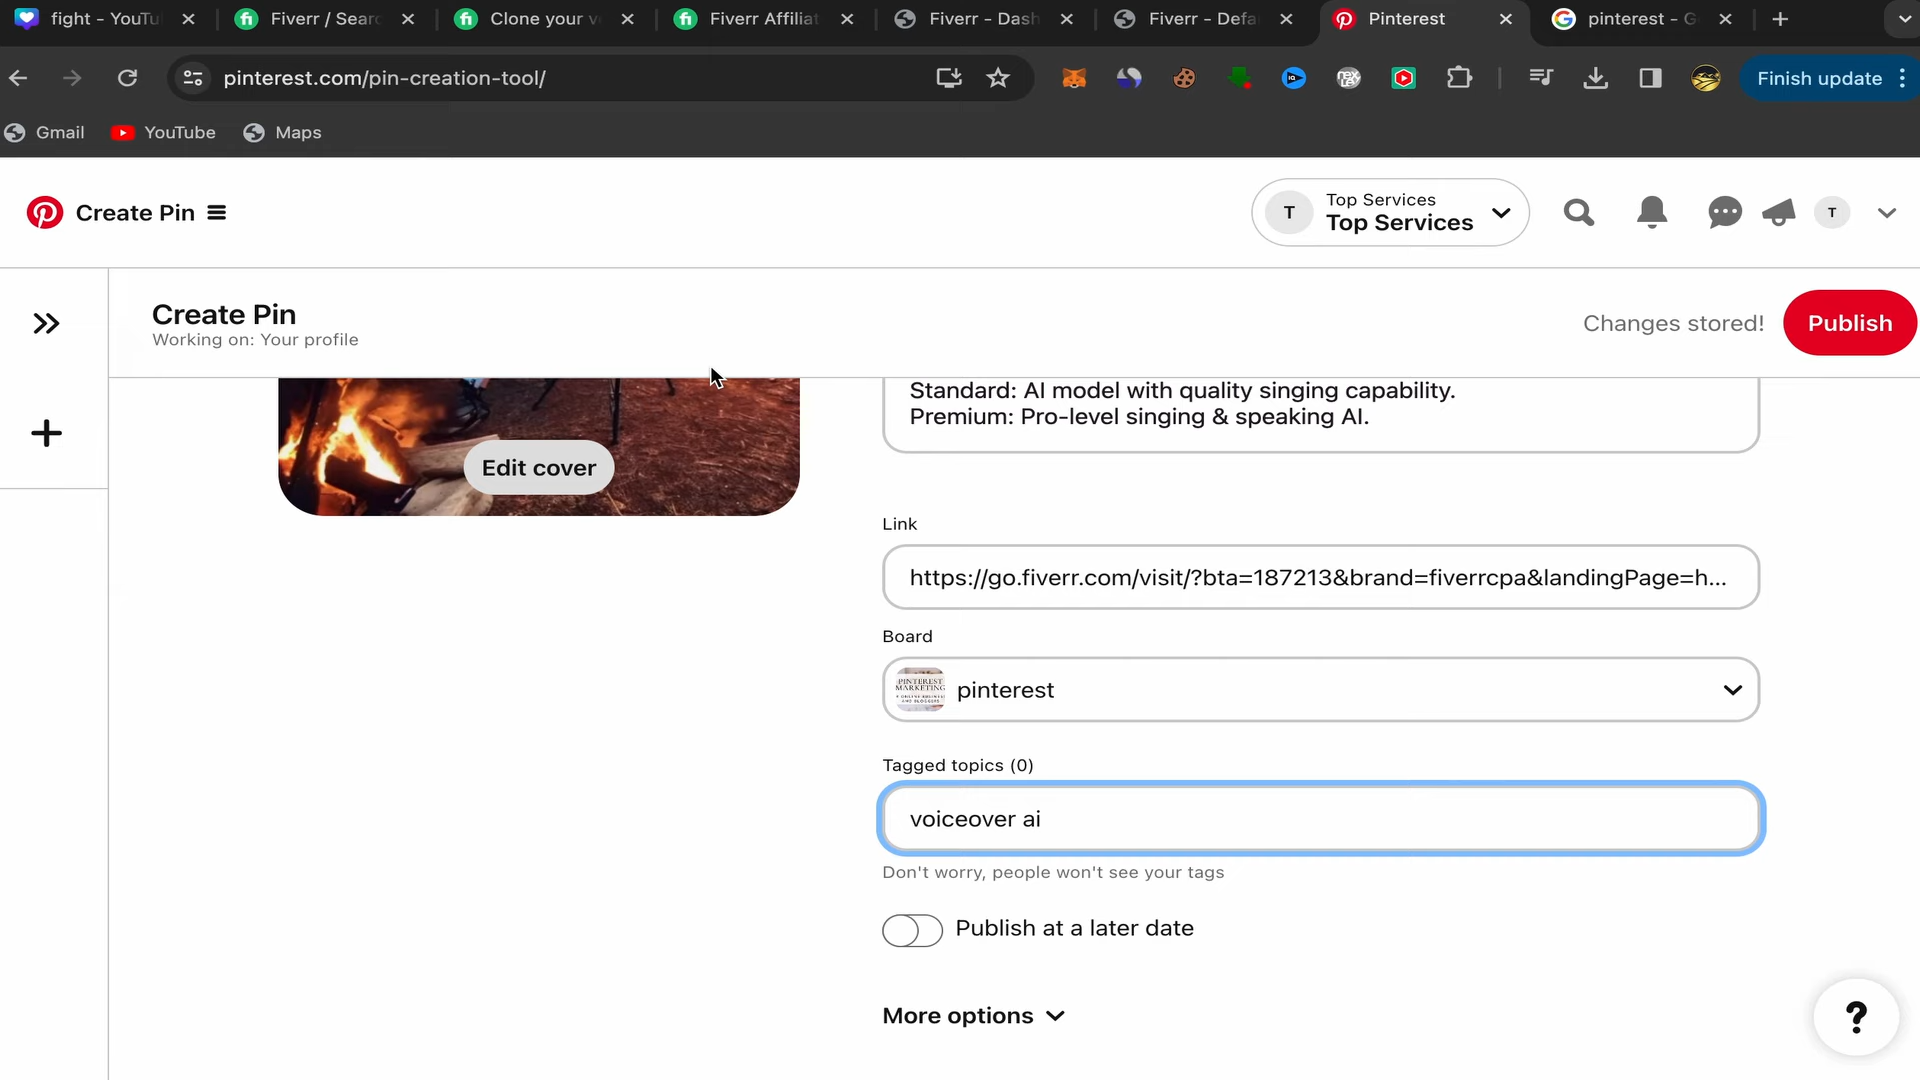 fight - YouTu
Fiverr / Sear
Clone your v
Fiverr Affiliat
Fiverr - Dash
Fiverr - Defa
Pinterest
pinterest - G
pinterest.com/pin-creation-tool/
Finish update
Gmail
YouTube
Maps
Create Pin
T
Top Services
Top Services
T
Create Pin
Working on: Your profile
Changes stored!
Publish
Standard: AI model with quality singing capability.
Premium: Pro-level singing & speaking AI.
Edit cover
Link
https://go.fiverr.com/visit/?bta=187213&brand=fiverrcpa&landingPage=h...
Board
PINTEREST
MARKETING
pinterest
Tagged topics (0)
voiceover ai
Don't worry, people won't see your tags
Publish at a later date
More options
?